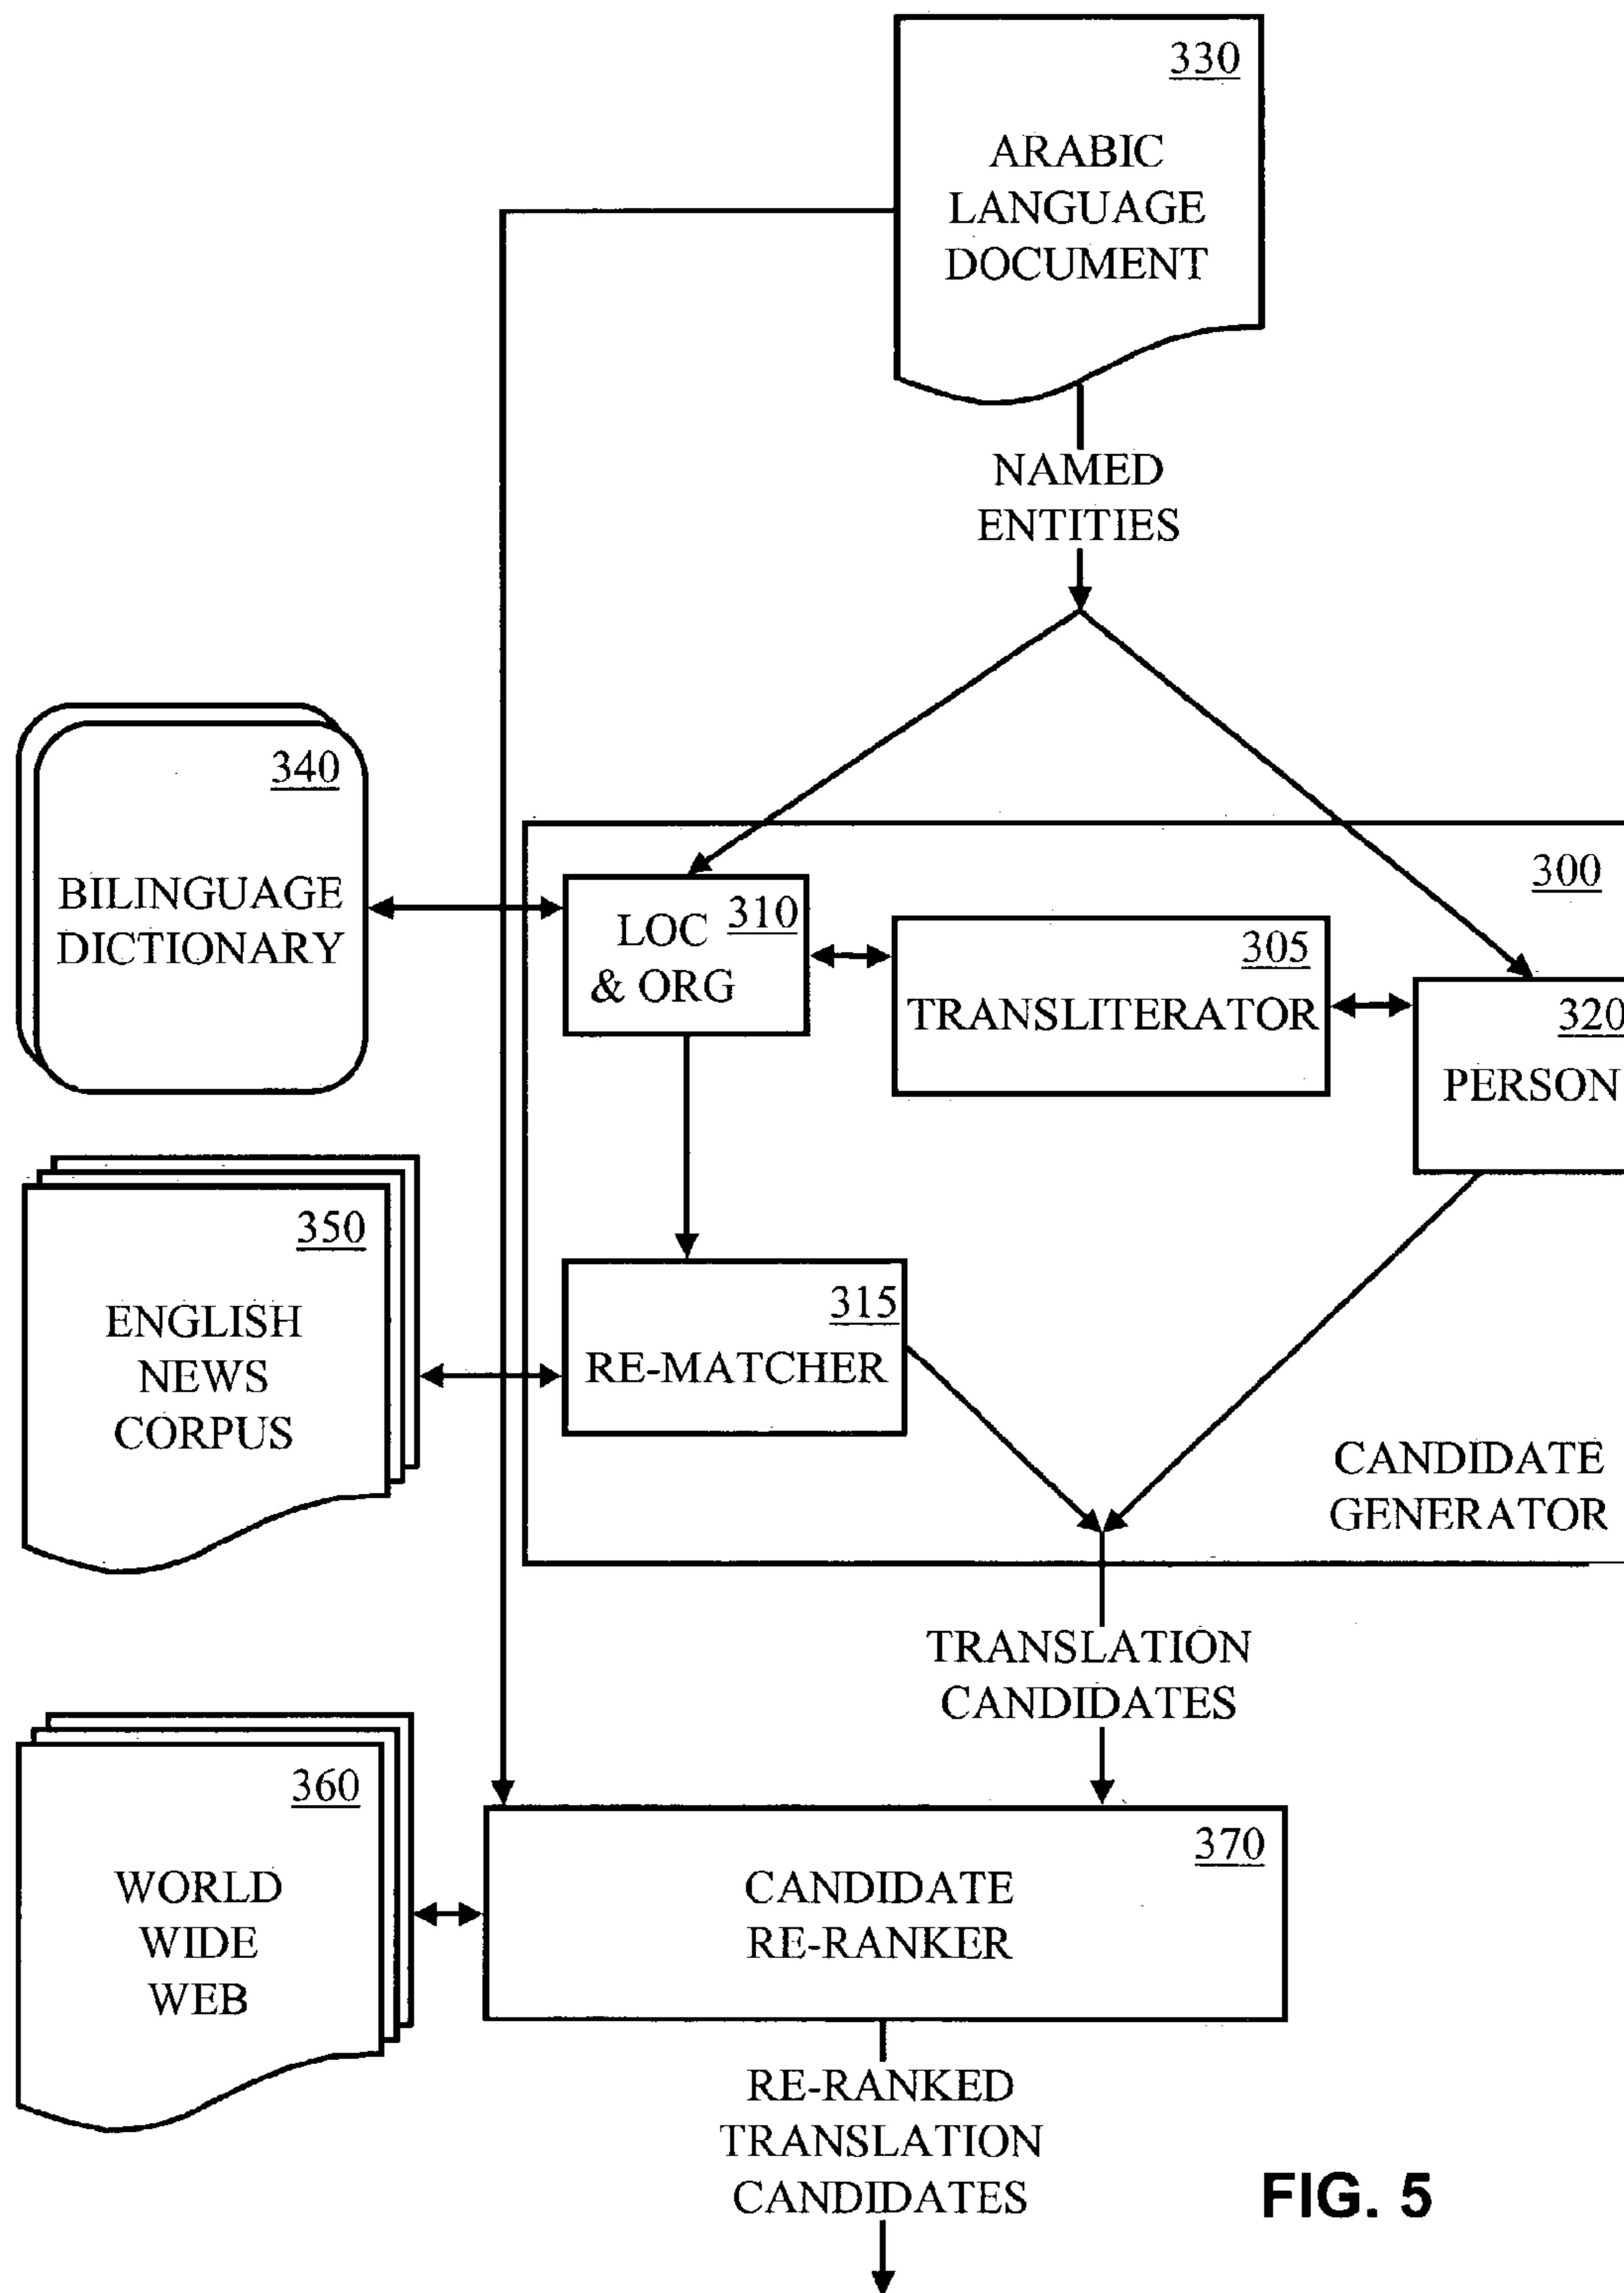 330
ARABIC
LANGUAGE
DOCUMENT
NAMED
ENTITIES
340
BILINGUAGE
DICTIONARY
300
310
LOC
& ORG
305
TRANSLITERATOR
320
PERSON
350
ENGLISH
NEWS
CORPUS
315
RE-MATCHER
CANDIDATE
GENERATOR
TRANSLATION
CANDIDATES
360
WORLD
WIDE
WEB
370
CANDIDATE
RE-RANKER
RE-RANKED
TRANSLATION
CANDIDATES
FIG. 5